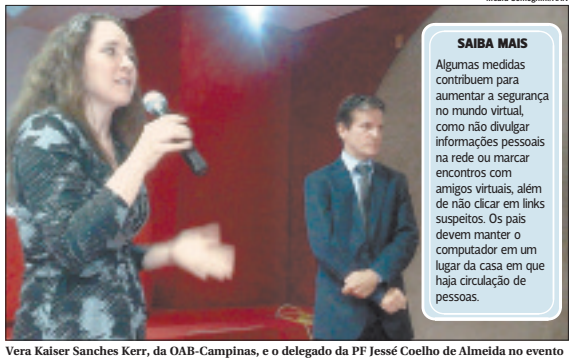 SAIBA MAIS
Algumas medidas
contribuem para
aumentar a segurança
no mundo virtual,
como não divulgar
informações pessoais
na rede ou marcar
encontros com
amigos virtuais, além
de não clicar em links
suspeitos. Os pais
devem manter o
computador em um
lugar da casa em que
haja circulação de
pessoas.
Vera Kaiser Sanches Kerr, da OAB-Campinas, e o delegado da PF Jessé Coelho de Almeida no evento